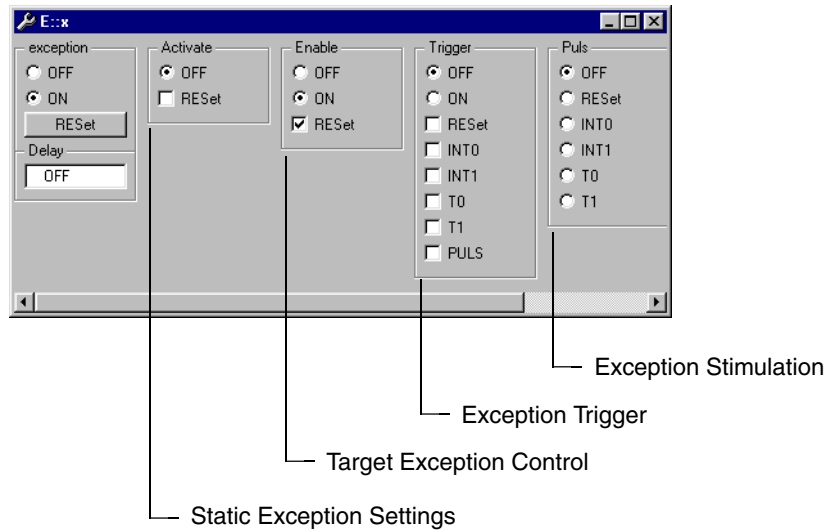 E::x
exception
OFF
ON
RESet
Delay
OFF
Activate
OFF
RESet
Enable
OFF
ON
RESet
Trigger
OFF
ON
RESet
INT0
INT1
T0
T1
PULS
Puls
OFF
RESet
INT0
INT1
T0
T1
Exception Stimulation
Exception Trigger
Target Exception Control
Static Exception Settings